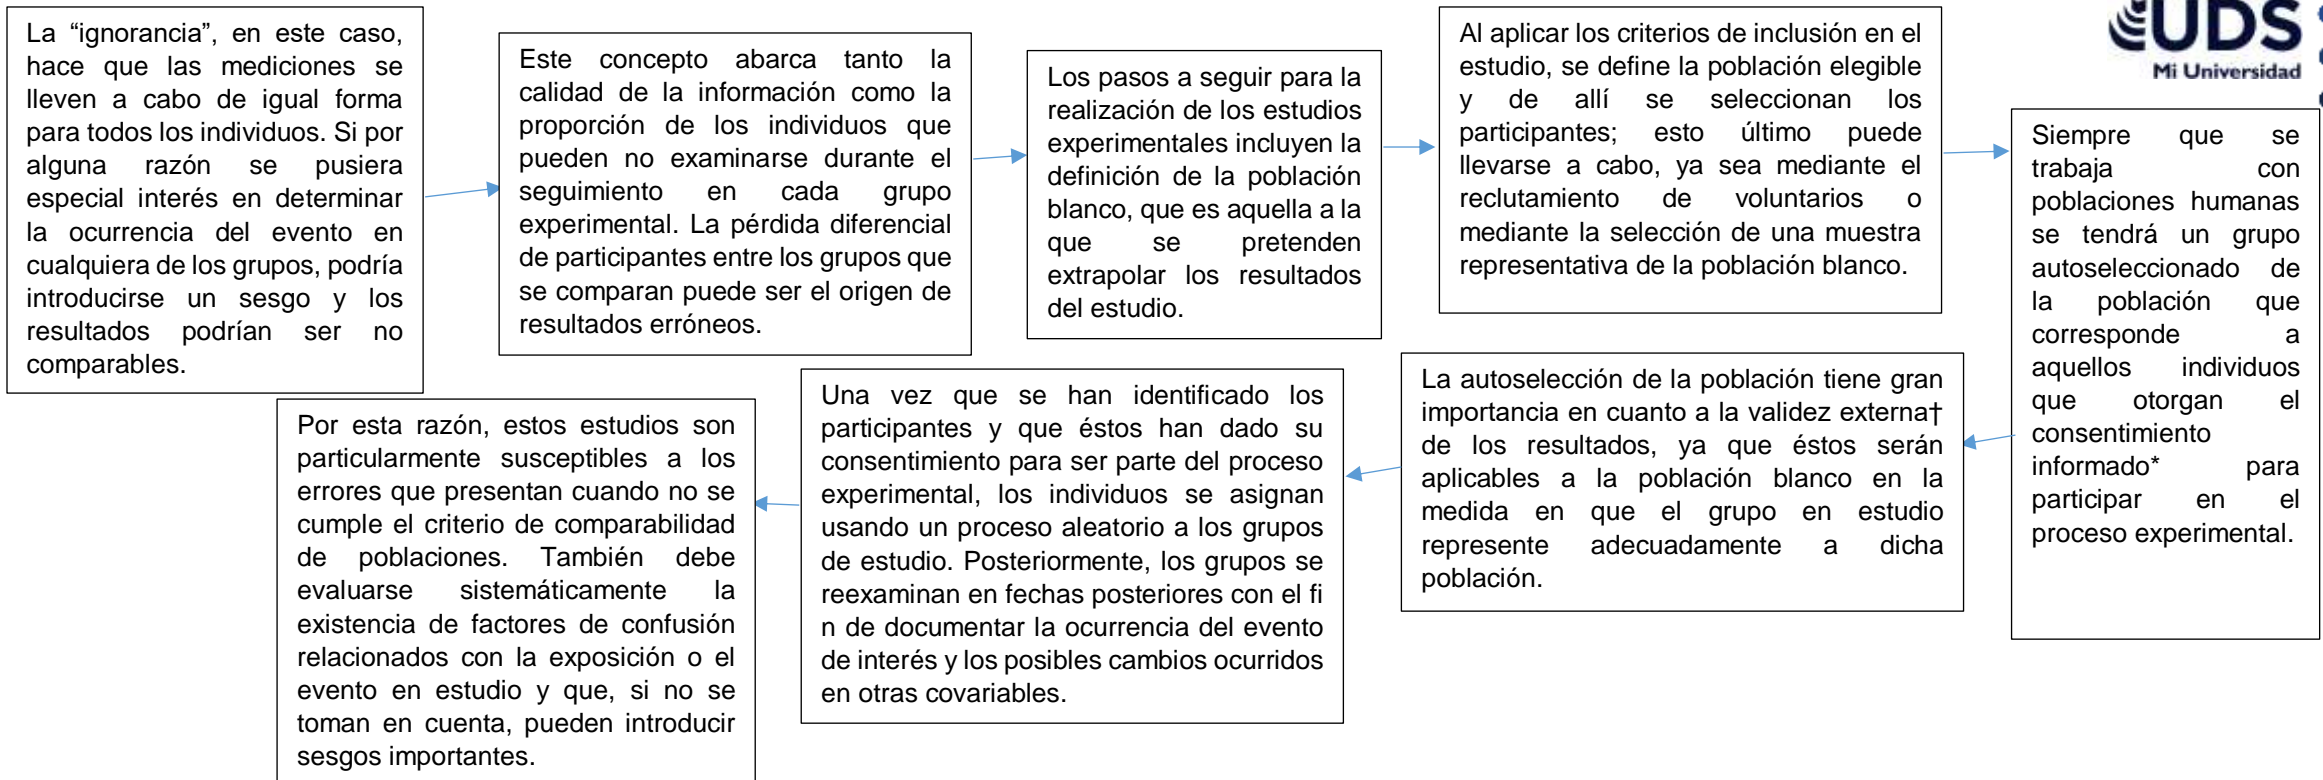 La “ignorancia”, en este caso,
hace que las mediciones se
lleven a cabo de igual forma
para todos los individuos. Si por
alguna razón se pusiera
especial interés en determinar
la ocurrencia del evento en
cualquiera de los grupos, podría
introducirse un sesgo y los
resultados podrían ser no
comparables.
Este concepto abarca tanto la
calidad de la información como la
proporción de los individuos que
pueden no examinarse durante el
seguimiento en cada grupo
experimental. La pérdida diferencial
de participantes entre los grupos que
se comparan puede ser el origen de
resultados erróneos.
Los pasos a seguir para la
realización de los estudios
experimentales incluyen la
definición de la población
blanco, que es aquella a la
que se pretenden
extrapolar los resultados
del estudio.
Al aplicar los criterios de inclusión en el
estudio, se define la población elegible
y de allí se seleccionan los
participantes; esto último puede
llevarse a cabo, ya sea mediante el
reclutamiento de voluntarios o
mediante la selección de una muestra
representativa de la población blanco.
UDS
Mi Universidad
Siempre que se
trabaja con
poblaciones humanas
se tendrá un grupo
autoseleccionado de
la población que
corresponde a
aquellos individuos
que otorgan el
consentimiento
informado* para
participar en el
proceso experimental.
La autoselección de la población tiene gran
importancia en cuanto a la validez externa†
de los resultados, ya que éstos serán
aplicables a la población blanco en la
medida en que el grupo en estudio
represente adecuadamente a dicha
población.
Una vez que se han identificado los
participantes y que éstos han dado su
consentimiento para ser parte del proceso
experimental, los individuos se asignan
usando un proceso aleatorio a los grupos
de estudio. Posteriormente, los grupos se
reexaminan en fechas posteriores con el fi
n de documentar la ocurrencia del evento
de interés y los posibles cambios ocurridos
en otras covariables.
Por esta razón, estos estudios son
particularmente susceptibles a los
errores que presentan cuando no se
cumple el criterio de comparabilidad
de poblaciones. También debe
evaluarse sistemáticamente la
existencia de factores de confusión
relacionados con la exposición o el
evento en estudio y que, si no se
toman en cuenta, pueden introducir
sesgos importantes.